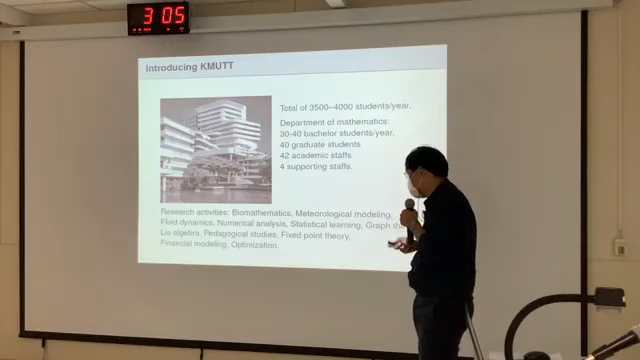 3 05
Introducing KMUTT
Total of 3500–4000 students/year.
Department of mathematics:
30-40 bachelor students/year.
40 graduate students
42 academic staffs
4 supporting staffs.
Research activities: Biomathematics, Meteorological modeling,
Fluid dynamics, Numerical analysis, Statistical learning, Graph
Lie algebra, Pedagogical studies, Fixed point theory,
Financial modeling, Optimization.